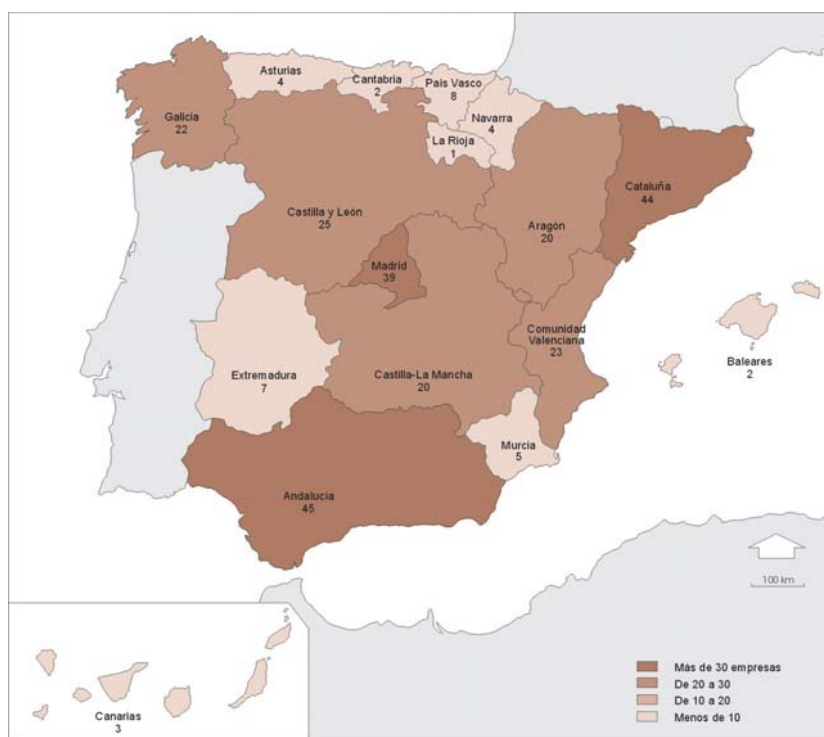 Asturias
4
Cantabria
2
País Vasco
8
Navarra
4
Galicia
22
La Rioja
1
Cataluña
44
Castilla y León
25
Aragón
20
Madrid
39
Comunidad
Valenciana
23
Baleares
2
Extremadura
7
Castilla-La Mancha
20
Murcia
5
Andalucía
45
100 km
Canarias
3
Más de 30 empresas
De 20 a 30
De 10 a 20
Menos de 10